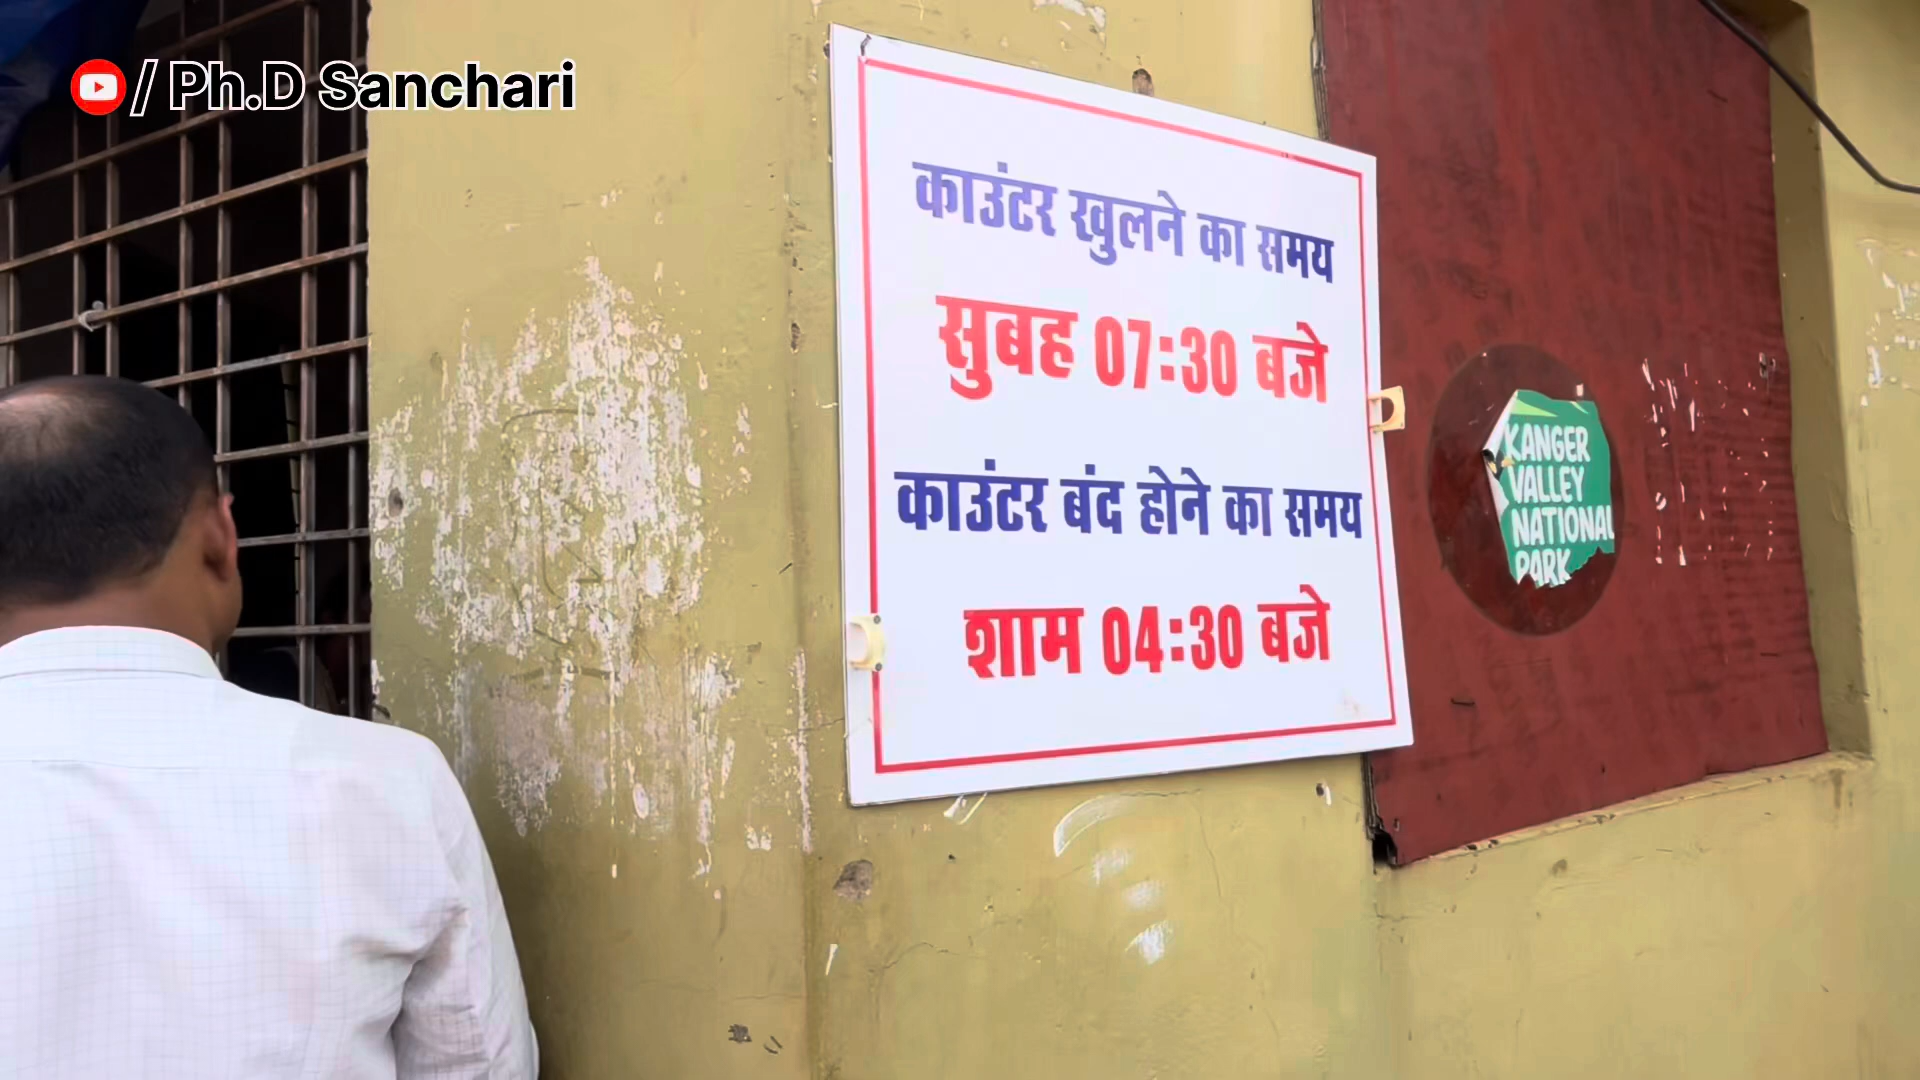 / Ph.D Sanchari
काउंटर खुलने का समय
सुबह 07:30 बजे
काउंटर बंद होने का समय
शाम 04:30 बजे
KANGER
VALLEY
NATIONAL
PARK